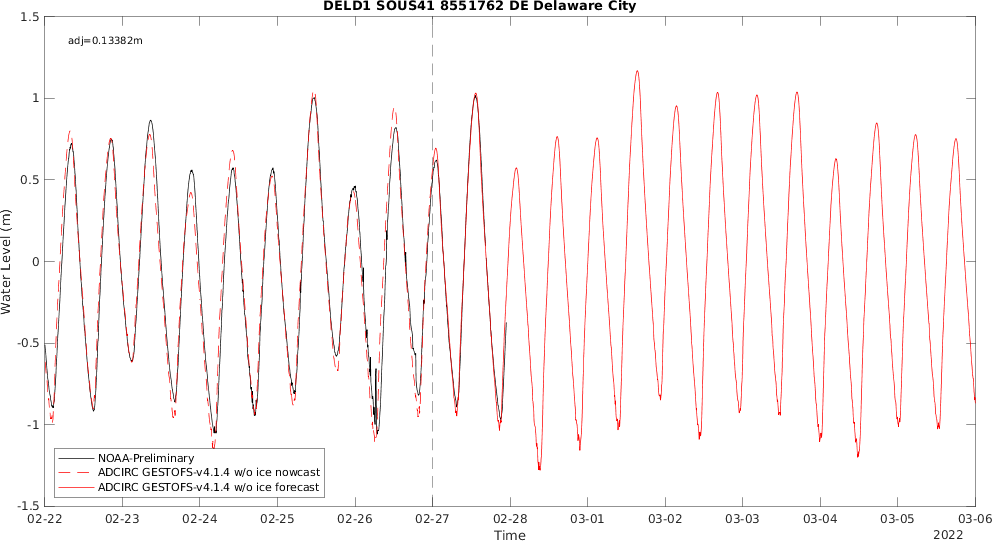 DELD1 SOUS41 8551762 DE Delaware City
adj=0.13382m
1.5
1
0.5
0
-0.5
-1
-1.5
Water Level (m)
NOAA-Preliminary
ADCIRC GESTOFS-v4.1.4 w/o ice nowcast
ADCIRC GESTOFS-v4.1.4 w/o ice forecast
02-22 02-23 02-24 02-25 02-26 02-27 02-28 03-01 03-02 03-03 03-04 03-05 03-06
Time
2022